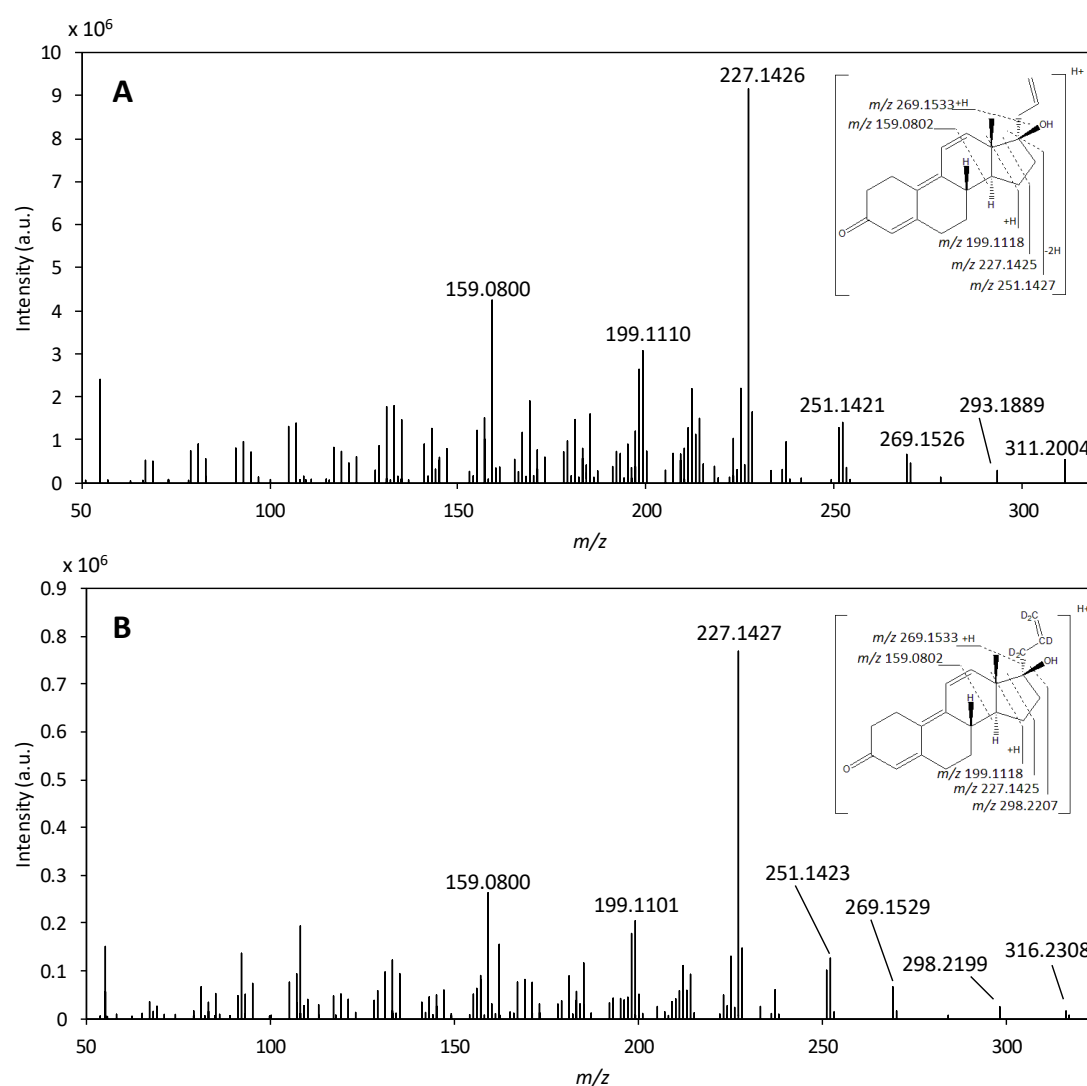 x 10⁶
10
9
8
7
6
5
4
3
2
1
0
Intensity (a.u.)
A
227.1426
159.0800
199.1110
251.1421
269.1526
293.1889
311.2004
H+
m/z 269.1533 +H
m/z 159.0802
OH
H
H
O
+H
m/z 199.1118
-2H
m/z 227.1425
m/z 251.1427
50 100 150 200 250 300
m/z
x 10⁶
0.9
0.8
0.7
0.6
0.5
0.4
0.3
0.2
0.1
0
Intensity (a.u.)
B
227.1427
159.0800
199.1101
251.1423
269.1529
298.2199
316.2308
H+
D₂C
CD
D₂C
m/z 269.1533 +H
m/z 159.0802
OH
H
H
O
+H
m/z 199.1118
m/z 227.1425
m/z 298.2207
50 100 150 200 250 300
m/z